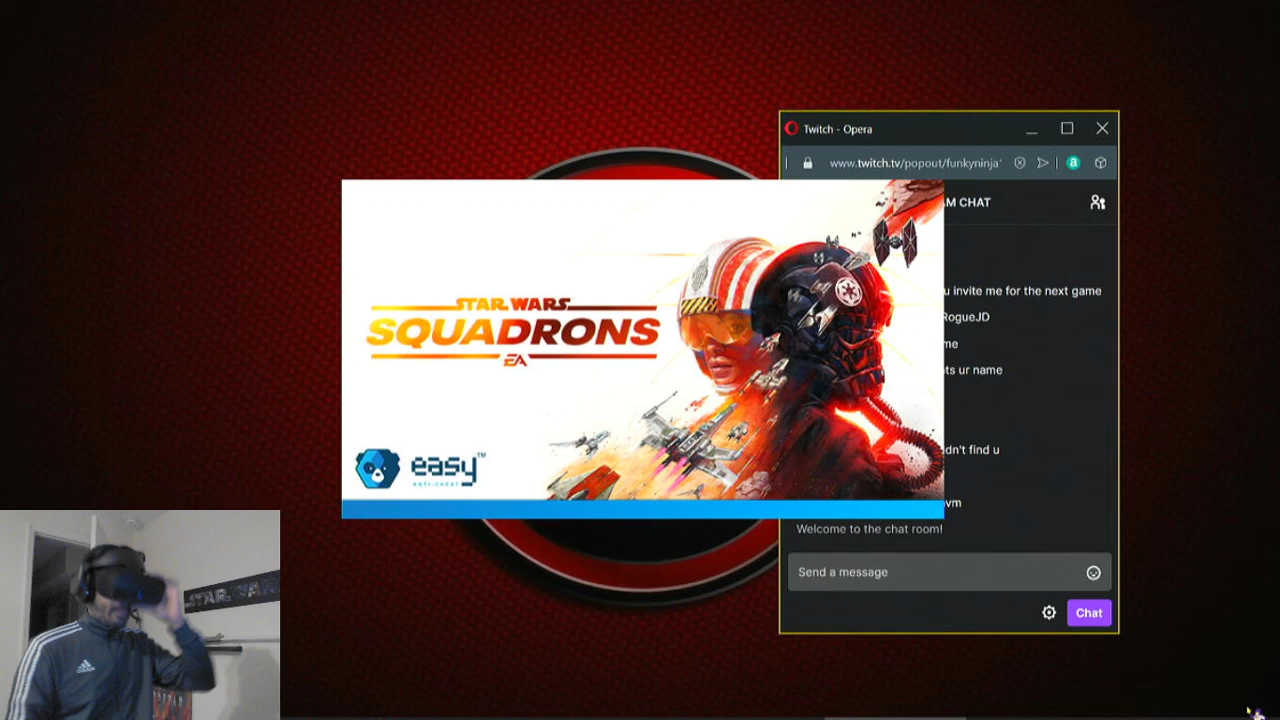 Twitch - Opera
www.twitch.tv/popout/funkyninja
M CHAT
u invite me for the next game
RogueJD
me
ts ur name
dn't find u
vm
Welcome to the chat room!
Send a message
Chat
STAR WARS
SQUADRONS
EA
easy™
ANTI-CHEAT
STAR WAR